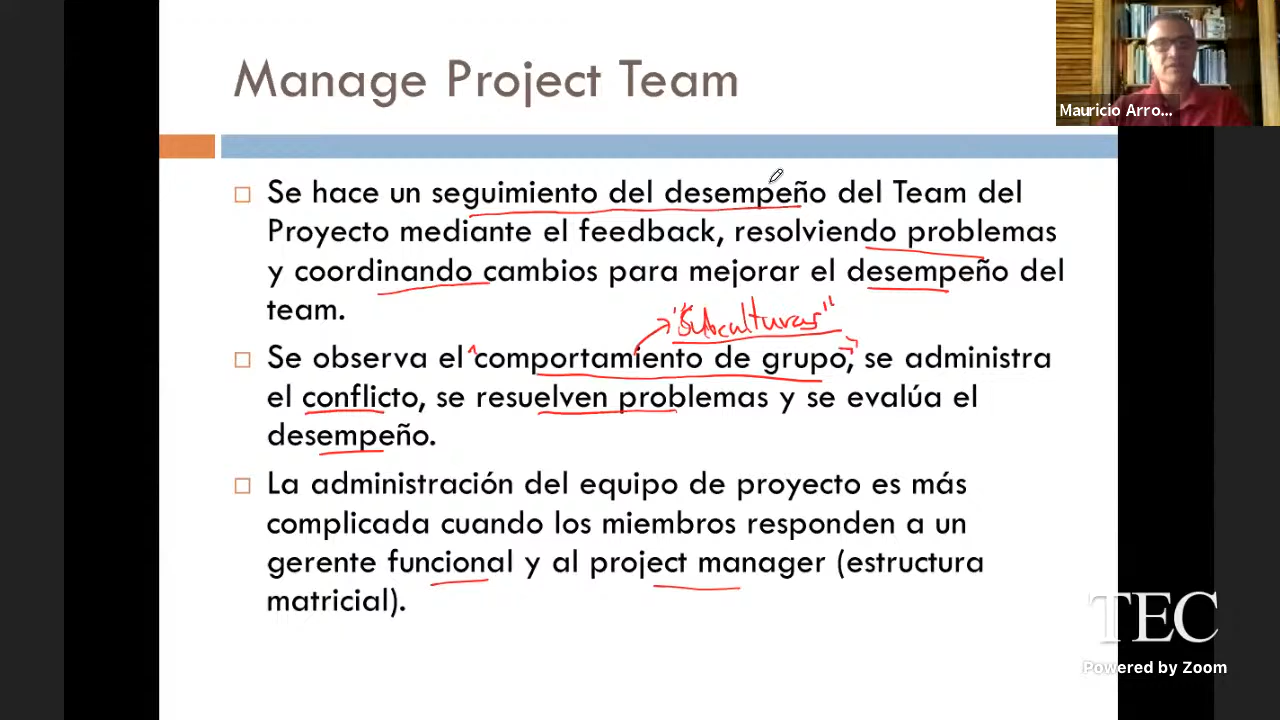 Manage Project Team
Mauricio Arro...
Se hace un seguimiento del desempeño del Team del
Proyecto mediante el feedback, resolviendo problemas
y coordinando cambios para mejorar el desempeño del
team.
"Subculturas"
Se observa el comportamiento de grupo, se administra
el conflicto, se resuelven problemas y se evalúa el
desempeño.
La administración del equipo de proyecto es más
complicada cuando los miembros responden a un
gerente funcional y al project manager (estructura
matricial).
TEC
Powered by Zoom